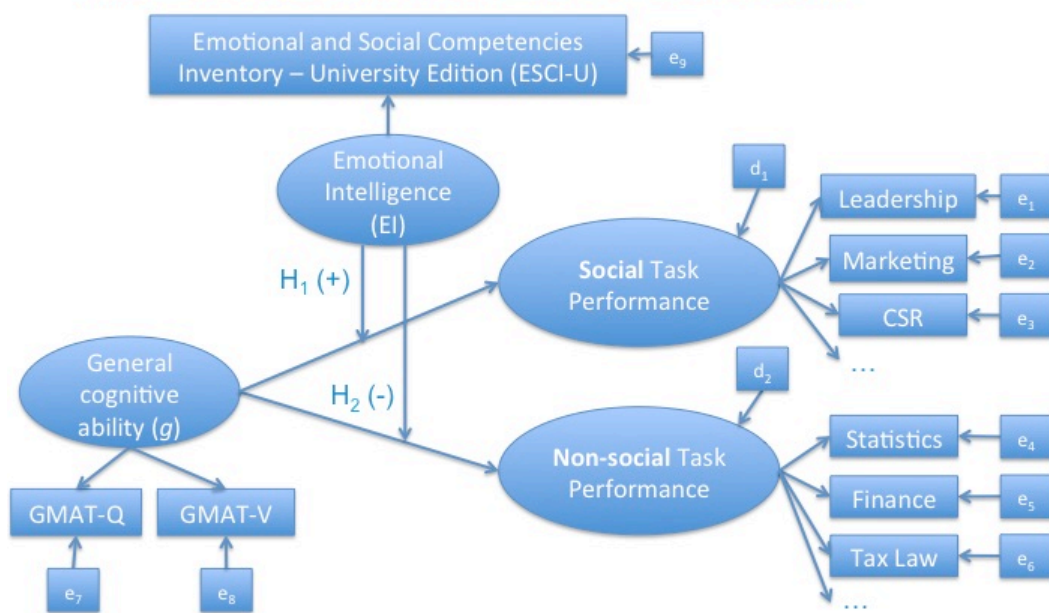 Emotional and Social Competencies
Inventory – University Edition (ESCI-U)
e₉
Emotional
Intelligence
(EI)
d₁
Leadership
e₁
H₁ (+)
Social Task
Performance
Marketing
e₂
CSR
e₃
...
General
cognitive
ability (g)
H₂ (-)
d₂
Non-social Task
Performance
Statistics
e₄
Finance
e₅
Tax Law
e₆
...
GMAT-Q
GMAT-V
e₇
e₈